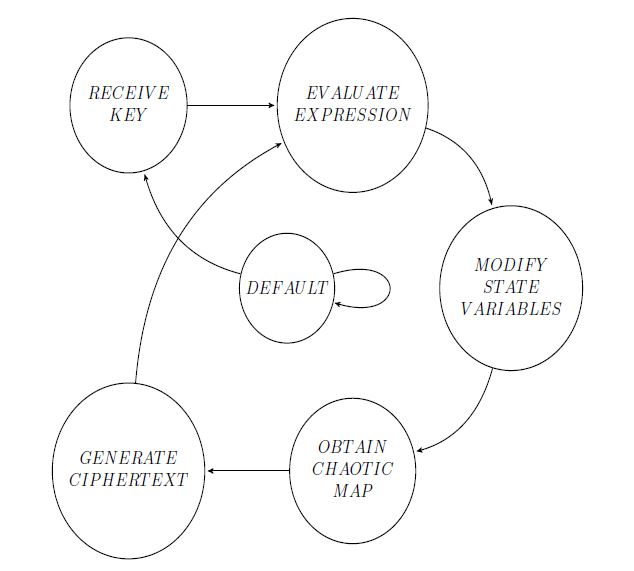 RECEIVE
KEY
EVALUATE
EXPRESSION
MODIFY
STATE
VARIABLES
DEFAULT
OBTAIN
CHAOTIC
MAP
GENERATE
CIPHERTEXT